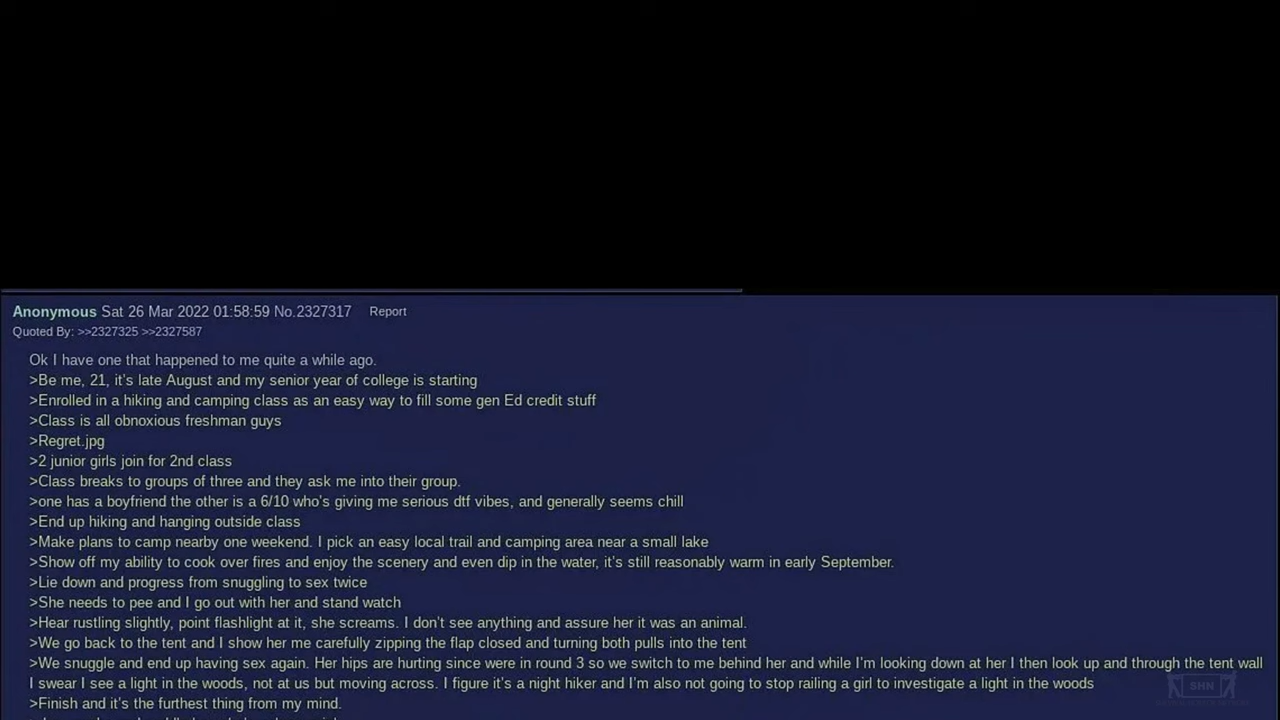 Anonymous Sat 26 Mar 2022 01:58:59 No.2327317 Report
Quoted By: >>2327325 >>2327587
Ok I have one that happened to me quite a while ago.
>Be me, 21, it's late August and my senior year of college is starting
>Enrolled in a hiking and camping class as an easy way to fill some gen Ed credit stuff
>Class is all obnoxious freshman guys
>Regret.jpg
>2 junior girls join for 2nd class
>Class breaks to groups of three and they ask me into their group.
>one has a boyfriend the other is a 6/10 who's giving me serious dtf vibes, and generally seems chill
>End up hiking and hanging outside class
>Make plans to camp nearby one weekend. I pick an easy local trail and camping area near a small lake
>Show off my ability to cook over fires and enjoy the scenery and even dip in the water, it's still reasonably warm in early September.
>Lie down and progress from snuggling to sex twice
>She needs to pee and I go out with her and stand watch
>Hear rustling slightly, point flashlight at it, she screams. I don't see anything and assure her it was an animal.
>We go back to the tent and I show her me carefully zipping the flap closed and turning both pulls into the tent
>We snuggle and end up having sex again. Her hips are hurting since were in round 3 so we switch to me behind her and while I'm looking down at her I then look up and through the tent wall
I swear I see a light in the woods, not at us but moving across. I figure it's a night hiker and I'm also not going to stop railing a girl to investigate a light in the woods
>Finish and it's the furthest thing from my mind.
SHN